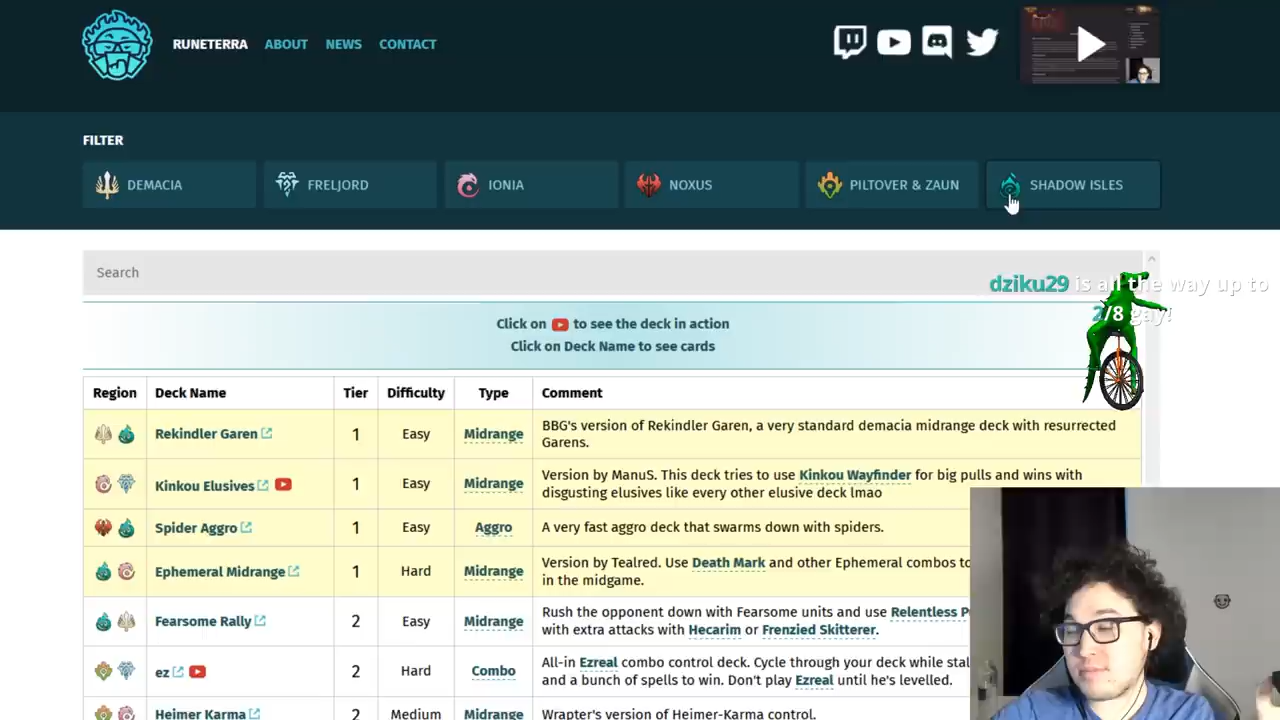 RUNETERRA ABOUT NEWS CONTACT
FILTER
DEMACIA FRELJORD IONIA NOXUS PILTOVER & ZAUN SHADOW ISLES
Search
dziku29 is all the way up to
2/8 gay!
Click on to see the deck in action
Click on Deck Name to see cards
Region Deck Name Tier Difficulty Type Comment
Rekindler Garen 1 Easy Midrange BBG's version of Rekindler Garen, a very standard demacia midrange deck with resurrected
Garens.
Kinkou Elusives 1 Easy Midrange Version by ManuS. This deck tries to use Kinkou Wayfinder for big pulls and wins with
disgusting elusives like every other elusive deck lmao
Spider Aggro 1 Easy Aggro A very fast aggro deck that swarms down with spiders.
Ephemeral Midrange 1 Hard Midrange Version by Tealred. Use Death Mark and other Ephemeral combos to
in the midgame.
Fearsome Rally 2 Easy Midrange Rush the opponent down with Fearsome units and use Relentless P
with extra attacks with Hecarim or Frenzied Skitterer.
ez 2 Hard Combo All-in Ezreal combo control deck. Cycle through your deck while stal
and a bunch of spells to win. Don't play Ezreal until he's levelled.
Heimer Karma 2 Medium Midrange Wrapter's version of Heimer-Karma control.